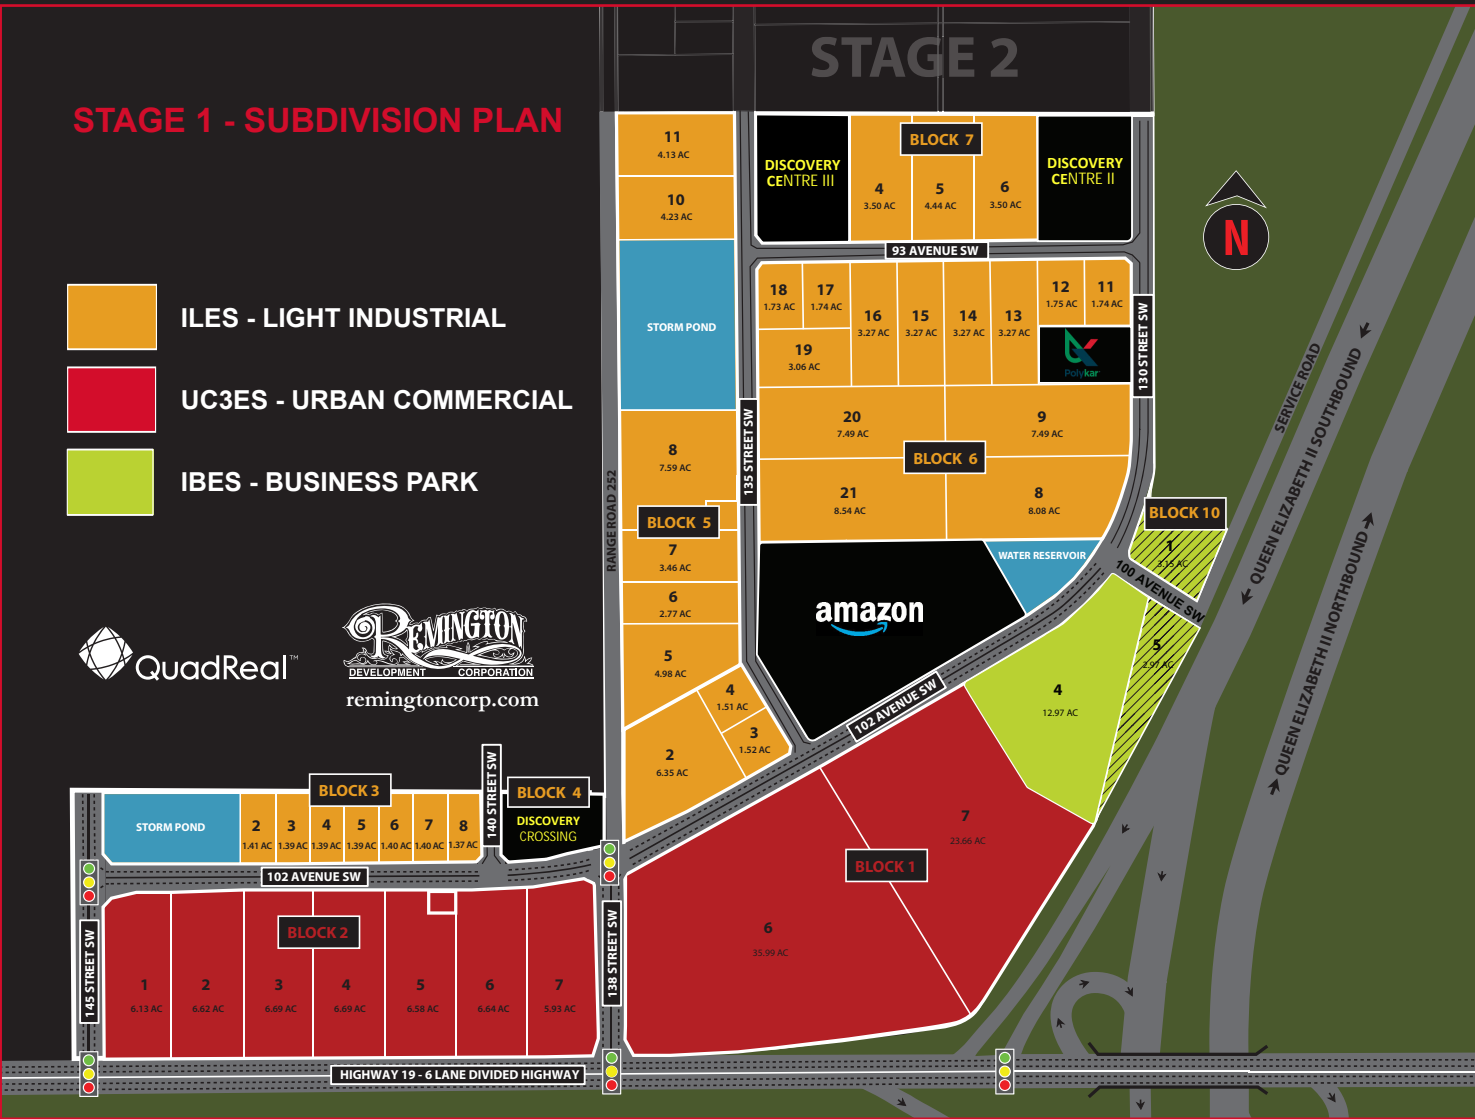 STAGE 2
STAGE 1 - SUBDIVISION PLAN
ILES - LIGHT INDUSTRIAL
UC3ES - URBAN COMMERCIAL
IBES - BUSINESS PARK
QuadReal™
REMINGTON
DEVELOPMENT CORPORATION
remingtoncorp.com
11
4.13 AC
10
4.23 AC
STORM POND
8
7.59 AC
BLOCK 5
7
3.46 AC
6
2.77 AC
5
4.98 AC
4
1.51 AC
3
1.52 AC
2
6.35 AC
RANGE ROAD 252
135 STREET SW
DISCOVERY
CENTRE III
BLOCK 7
4
3.50 AC
5
4.44 AC
6
3.50 AC
DISCOVERY
CENTRE II
93 AVENUE SW
18
1.73 AC
17
1.74 AC
16
3.27 AC
15
3.27 AC
14
3.27 AC
13
3.27 AC
12
1.75 AC
11
1.74 AC
19
3.06 AC
Polykar
130 STREET SW
20
7.49 AC
9
7.49 AC
BLOCK 6
21
8.54 AC
8
8.08 AC
WATER RESERVOIR
amazon
102 AVENUE SW
BLOCK 10
1
3.15 AC
100 AVENUE SW
5
2.97 AC
4
12.97 AC
N
SERVICE ROAD
QUEEN ELIZABETH II SOUTHBOUND
QUEEN ELIZABETH II NORTHBOUND
BLOCK 1
7
23.66 AC
6
35.99 AC
BLOCK 3
STORM POND
2
1.41 AC
3
1.39 AC
4
1.39 AC
5
1.39 AC
6
1.40 AC
7
1.40 AC
8
1.37 AC
140 STREET SW
BLOCK 4
DISCOVERY
CROSSING
102 AVENUE SW
145 STREET SW
BLOCK 2
1
6.13 AC
2
6.62 AC
3
6.69 AC
4
6.69 AC
5
6.58 AC
6
6.64 AC
7
5.93 AC
138 STREET SW
HIGHWAY 19 - 6 LANE DIVIDED HIGHWAY